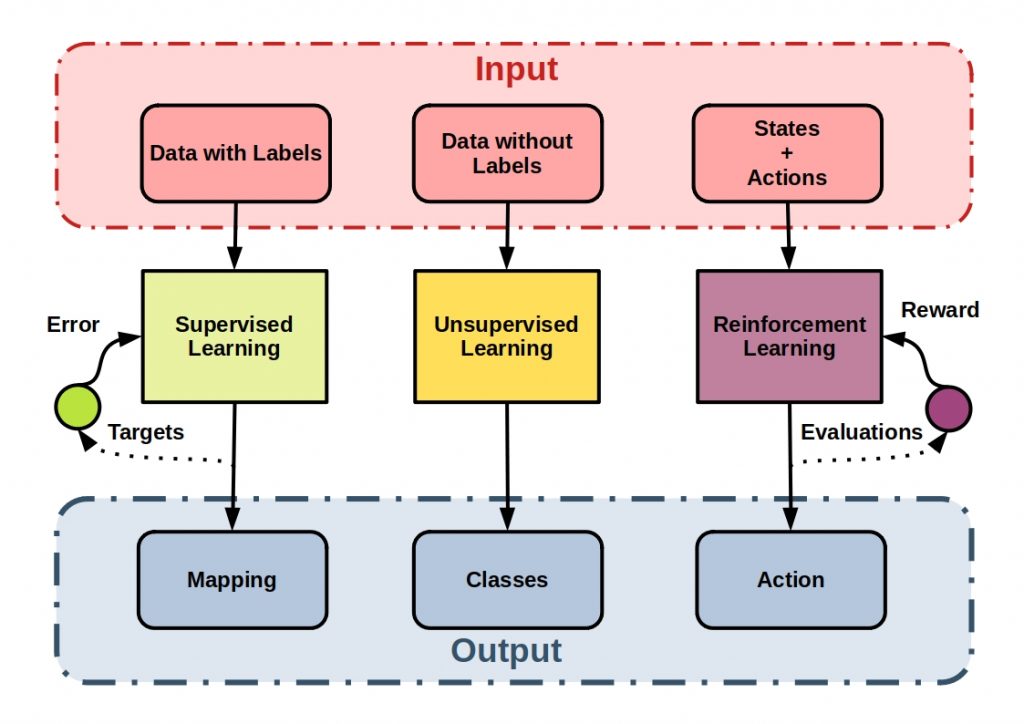 Input
Data with Labels
Data without
Labels
States
+
Actions
Error
Supervised
Learning
Unsupervised
Learning
Reinforcement
Learning
Reward
Targets
Evaluations
Mapping
Classes
Action
Output